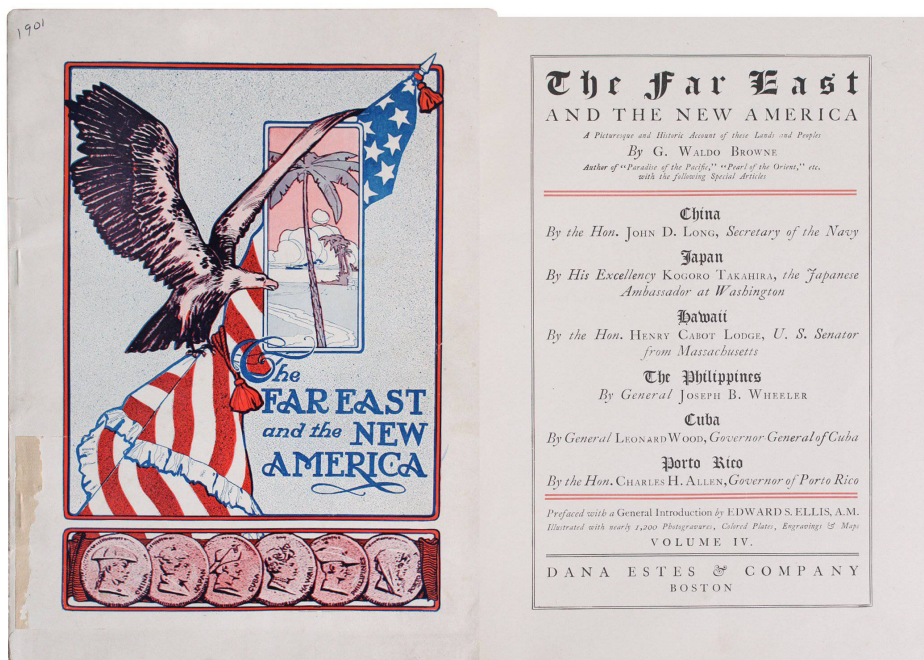 1901
The
FAR EAST
and the NEW
AMERICA
CHINA
JAPAN
CUBA
HAWAII
The Far East
AND THE NEW AMERICA
A Picturesque and Historic Account of these Lands and Peoples
By G. WALDO BROWNE
Author of "Paradise of the Pacific," "Pearl of the Orient," etc.
with the following Special Articles
China
By the Hon. JOHN D. LONG, Secretary of the Navy
Japan
By His Excellency KOGORO TAKAHIRA, the Japanese
Ambassador at Washington
Hawaii
By the Hon. HENRY CABOT LODGE, U. S. Senator
from Massachusetts
The Philippines
By General JOSEPH B. WHEELER
Cuba
By General LEONARD WOOD, Governor General of Cuba
Porto Rico
By the Hon. CHARLES H. ALLEN, Governor of Porto Rico
Prefaced with a General Introduction by EDWARD S. ELLIS, A.M.
Illustrated with nearly 1,200 Photogravures, Colored Plates, Engravings & Maps
VOLUME IV.
DANA ESTES & COMPANY
BOSTON